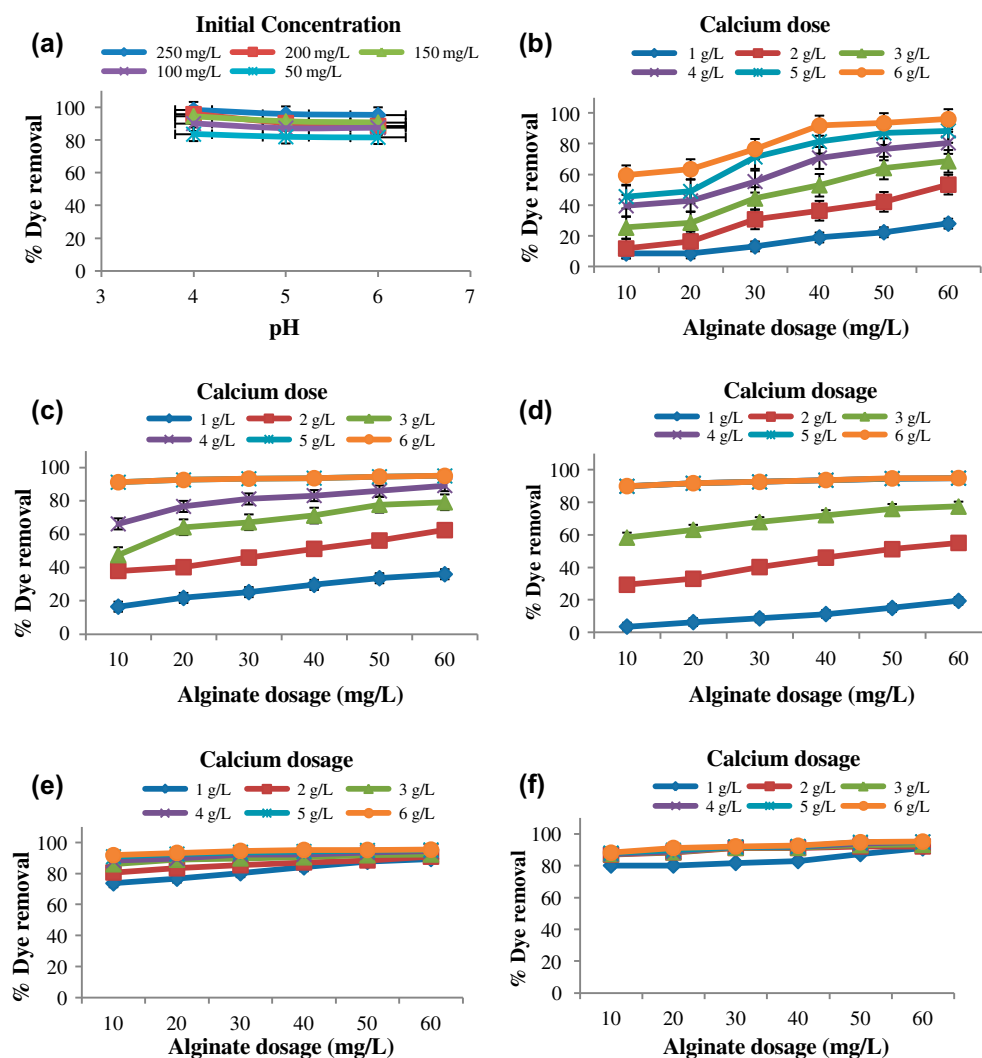 (a)
Initial Concentration
250 mg/L 200 mg/L 150 mg/L
100 mg/L 50 mg/L
% Dye removal
100
80
60
40
20
0
3 4 5 6 7
pH
(b)
Calcium dose
1 g/L 2 g/L 3 g/L
4 g/L 5 g/L 6 g/L
% Dye removal
100
80
60
40
20
0
10 20 30 40 50 60
Alginate dosage (mg/L)
(c)
Calcium dose
1 g/L 2 g/L 3 g/L
4 g/L 5 g/L 6 g/L
% Dye removal
100
80
60
40
20
0
10 20 30 40 50 60
Alginate dosage (mg/L)
(d)
Calcium dosage
1 g/L 2 g/L 3 g/L
4 g/L 5 g/L 6 g/L
% Dye removal
100
80
60
40
20
0
10 20 30 40 50 60
Alginate dosage (mg/L)
(e)
Calcium dosage
1 g/L 2 g/L 3 g/L
4 g/L 5 g/L 6 g/L
% Dye removal
100
80
60
40
20
0
10 20 30 40 50 60
Alginate dosage (mg/L)
(f)
Calcium dosage
1 g/L 2 g/L 3 g/L
4 g/L 5 g/L 6 g/L
% Dye removal
100
80
60
40
20
0
10 20 30 40 50 60
Alginate dosage (mg/L)